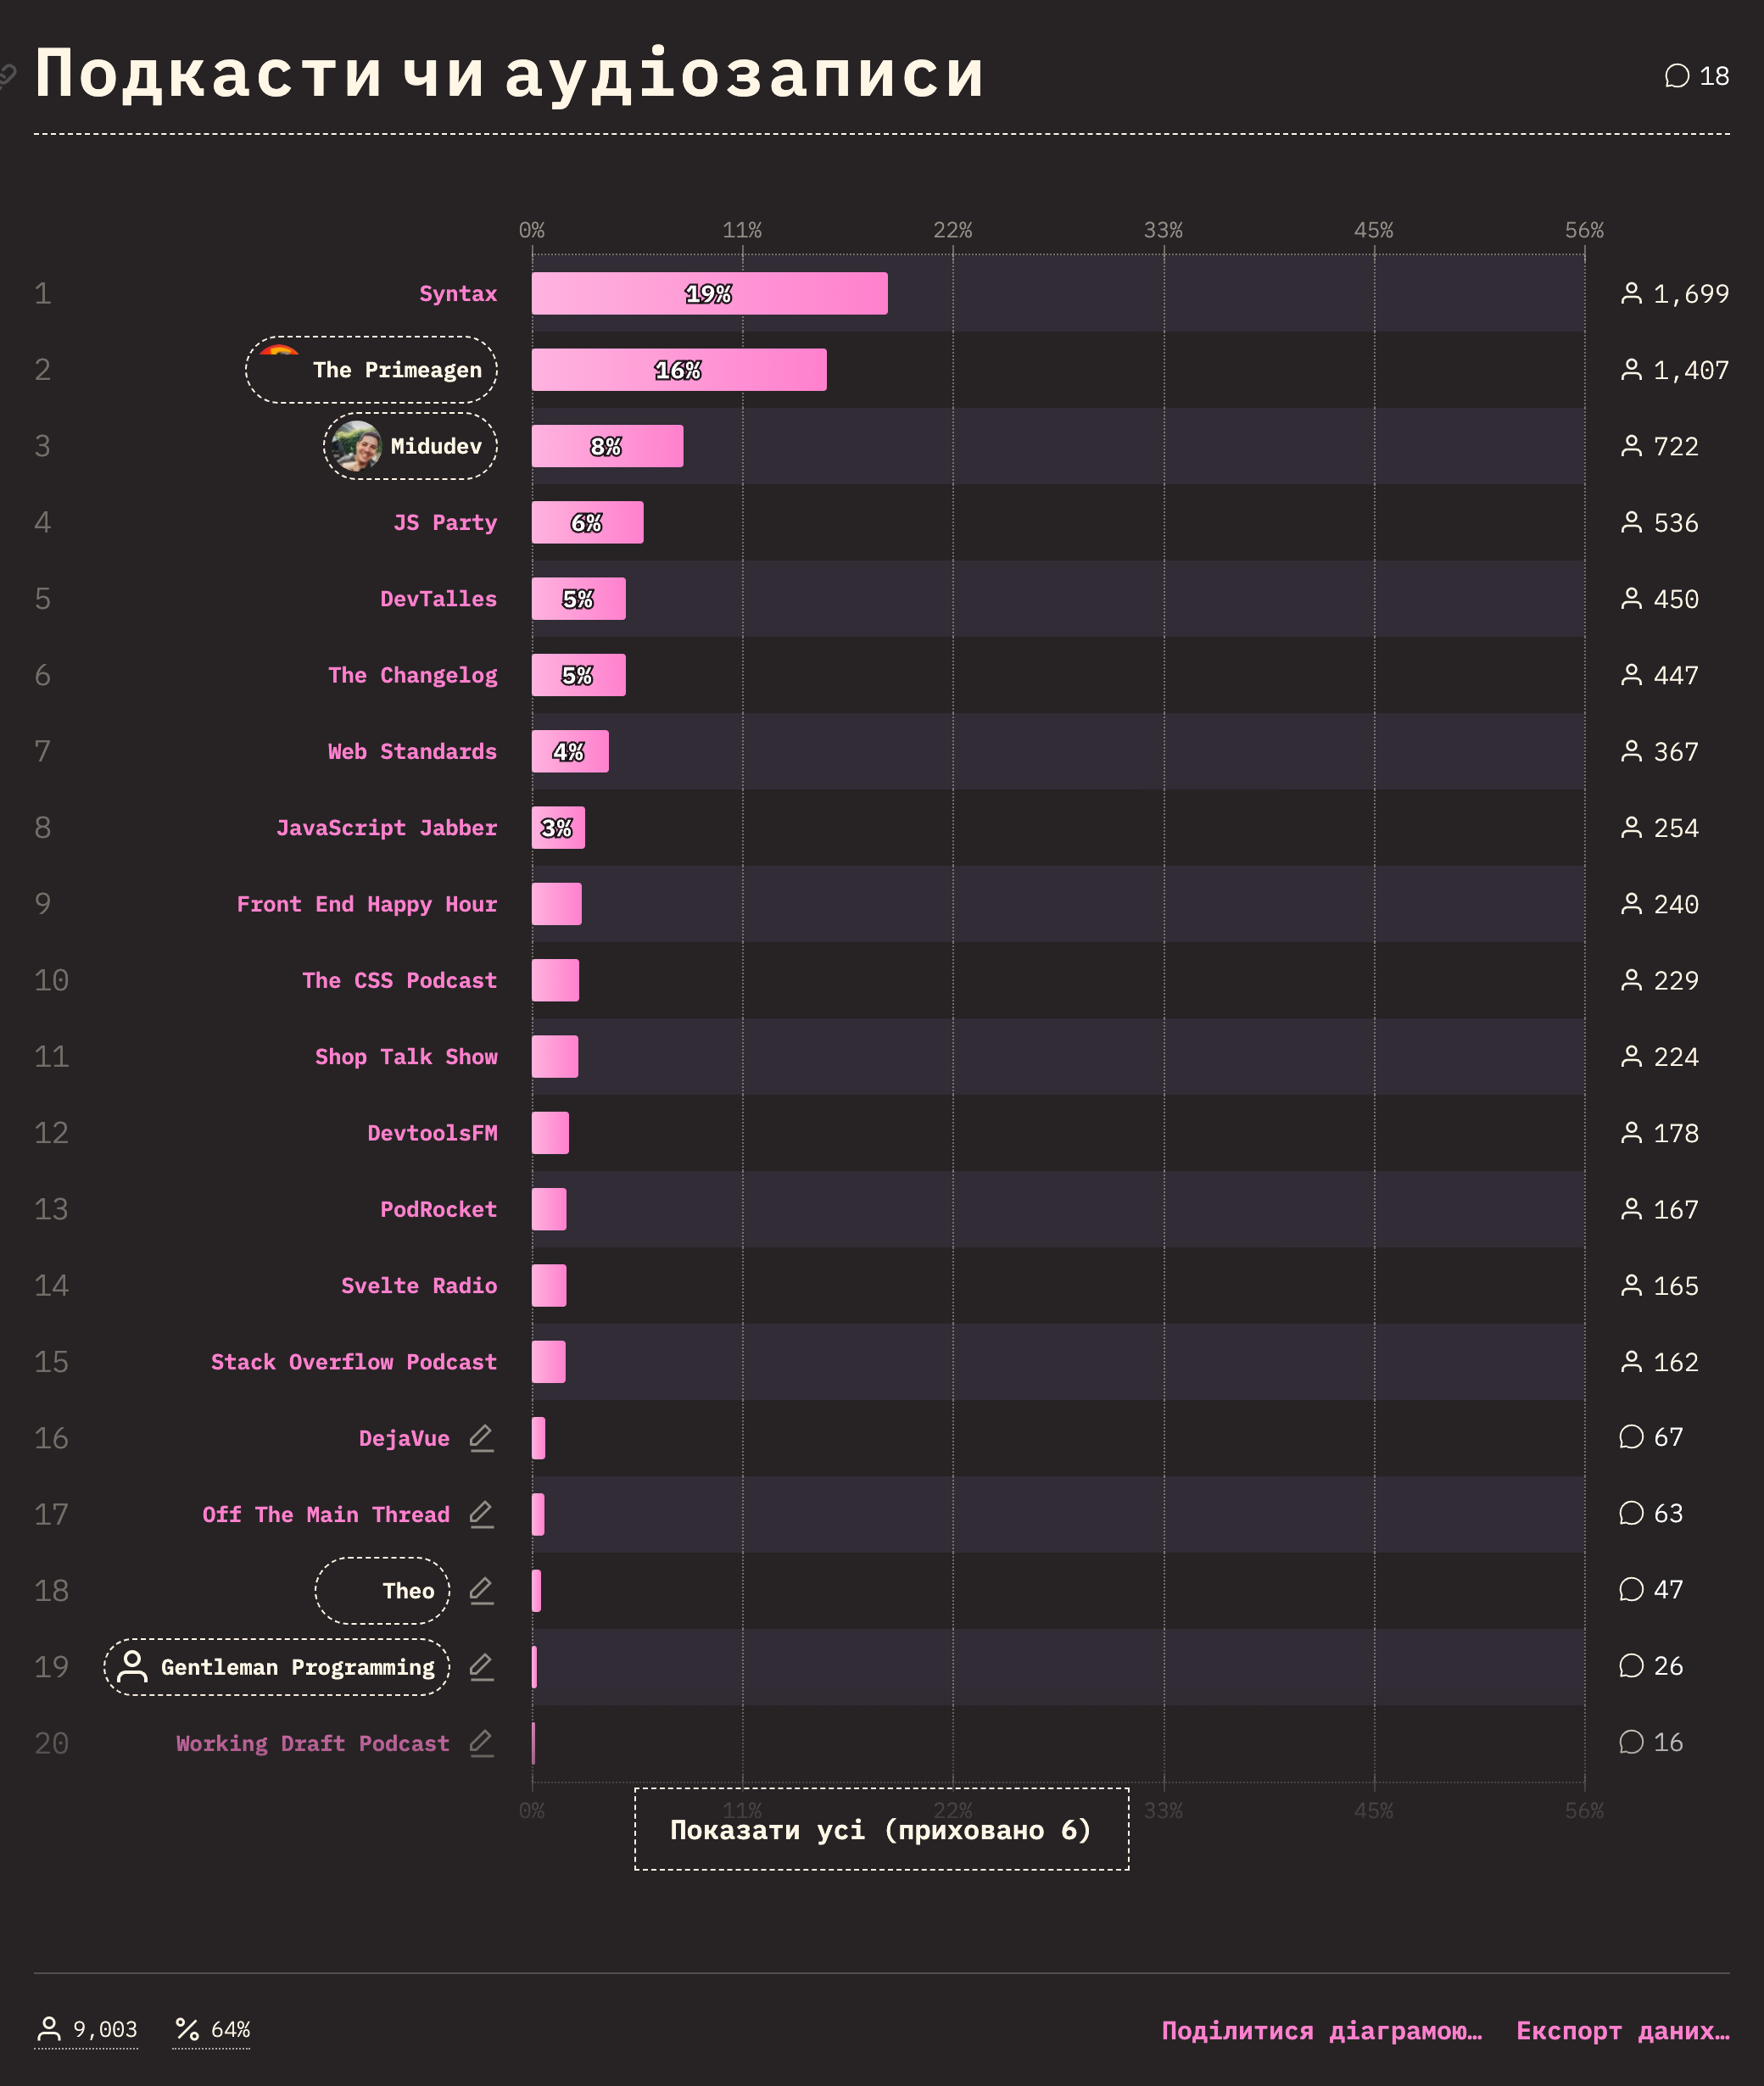 Подкасти чи аудіозаписи
18
0% 11% 22% 33% 45% 56%
1 Syntax 19% 1,699
2 The Primeagen 16% 1,407
3 Midudev 8% 722
4 JS Party 6% 536
5 DevTalles 5% 450
6 The Changelog 5% 447
7 Web Standards 4% 367
8 JavaScript Jabber 3% 254
9 Front End Happy Hour 240
10 The CSS Podcast 229
11 Shop Talk Show 224
12 DevtoolsFM 178
13 PodRocket 167
14 Svelte Radio 165
15 Stack Overflow Podcast 162
16 DejaVue 67
17 Off The Main Thread 63
18 Theo 47
19 Gentleman Programming 26
20 Working Draft Podcast 16
0% 11% 22% 33% 45% 56%
Показати усі (приховано 6)
9,003 64% Поділитися діаграмою… Експорт даних…